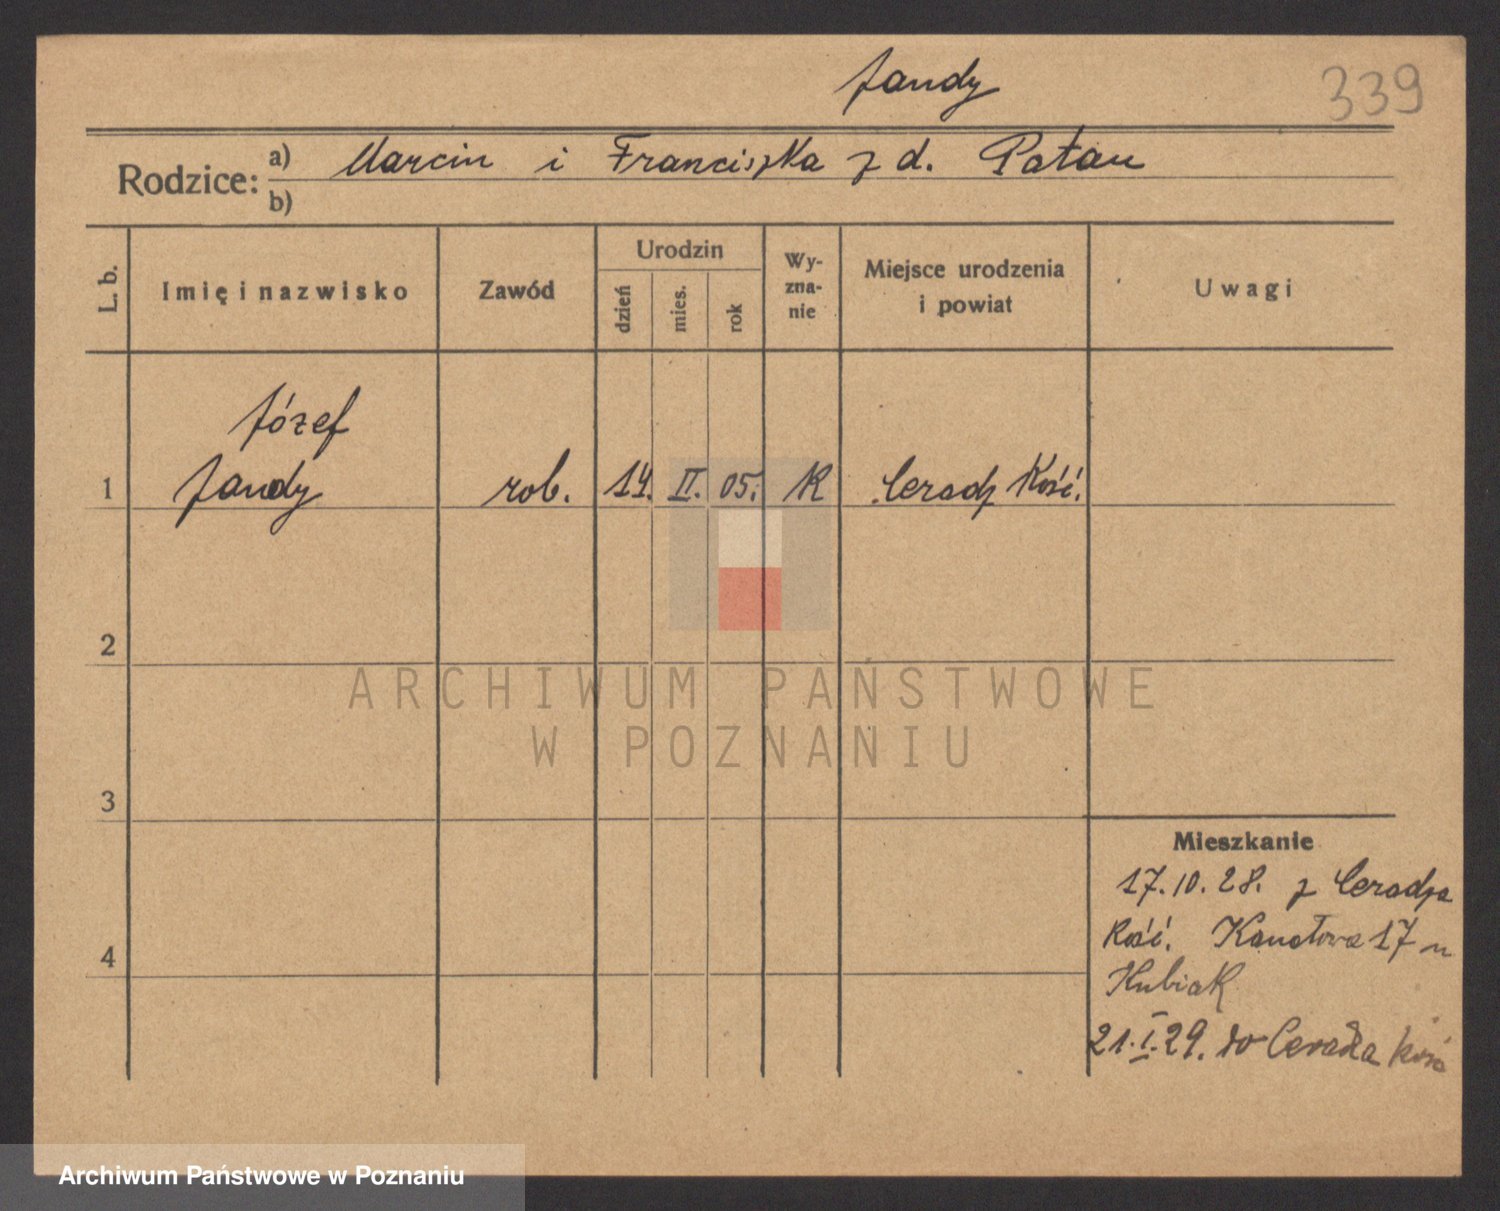 Jandy
339
Rodzice: a) Marcin i Franciszka z d. Patan
b)
L. b.
Imię i nazwisko
Zawód
Urodzin
dzień
mies.
rok
Wy-
zna-
nie
Miejsce urodzenia
i powiat
Uwagi
Józef
1 Jandy rob. 14. II. 05. K Ceradz Kość.
2
3
4
Mieszkanie
17.10.28. z Ceradza
Kość. Kanałowa 17 u
Kubiak
21.I.29. do Ceradza Kość
ARCHIWUM PAŃSTWOWE
W POZNANIU
Archiwum Państwowe w Poznaniu